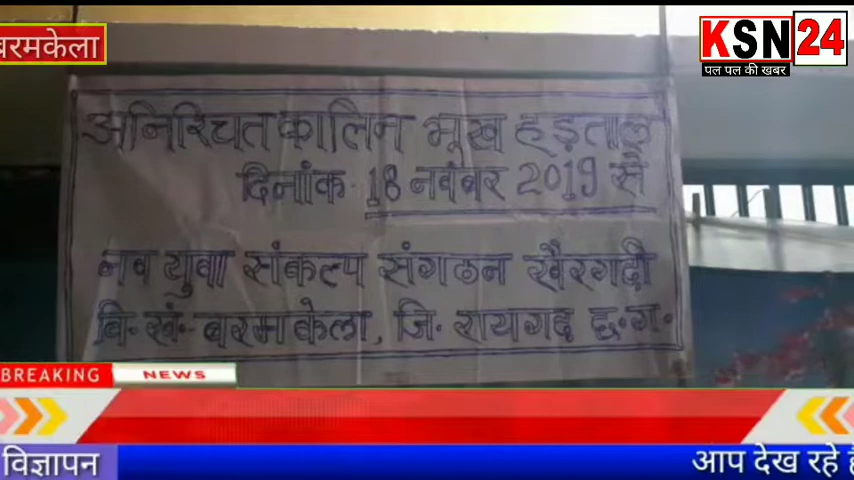 बरमकेला
KSN24
पल पल की खबर
अनिश्चितकालिन भूख हड़ताल
दिनांक 18 नवंबर 2019 से
नव युवा संकल्प संगठन खैरगढी
वि.खं.- बरमकेला, जि. रायगढ छ.ग.
BREAKING NEWS
विज्ञापन
आप देख रहे